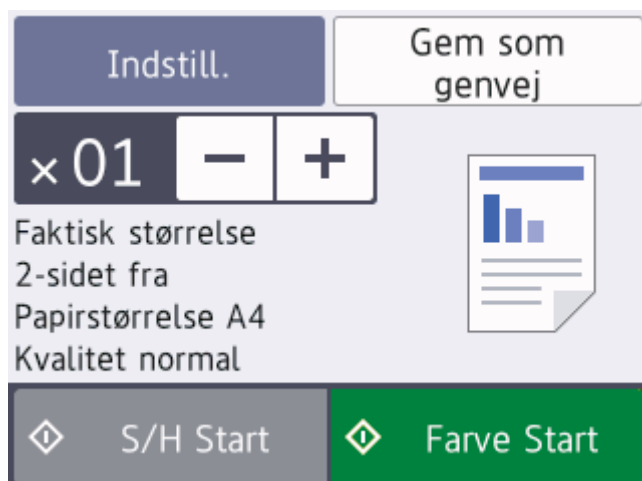 Indstill.
Gem som
genvej
×01
Faktisk størrelse
2-sidet fra
Papirstørrelse A4
Kvalitet normal
S/H Start
Farve Start